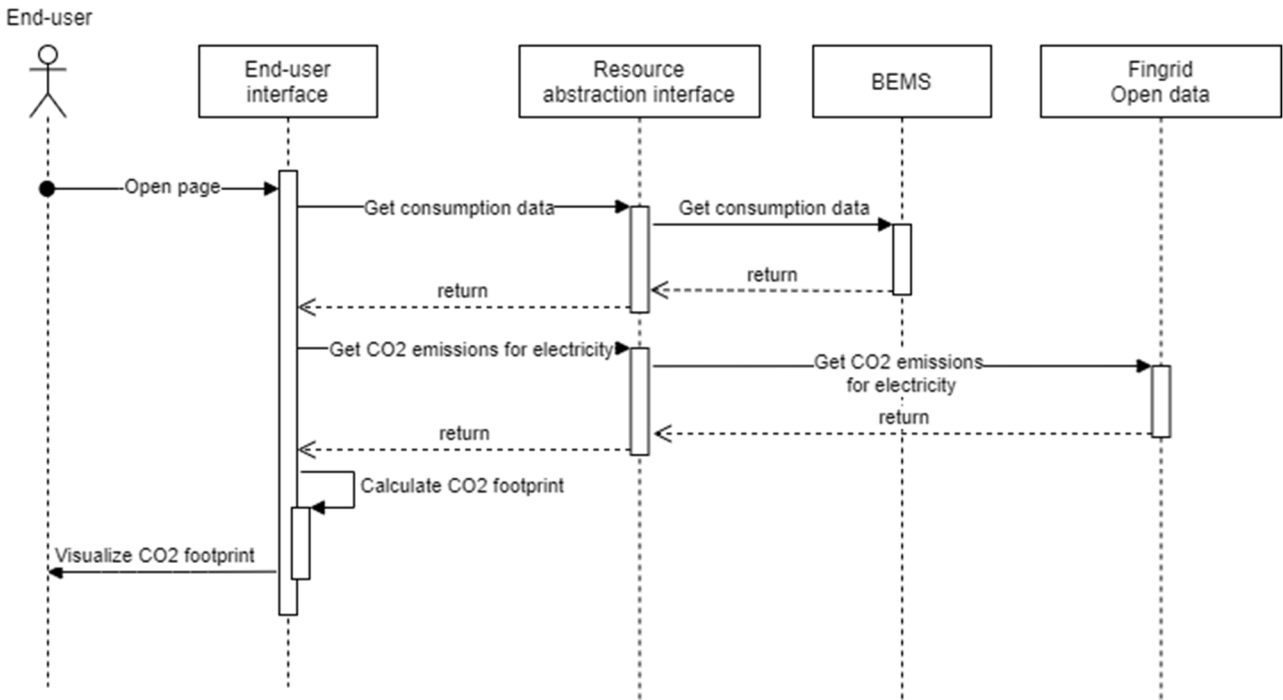 End-user
End-user
interface
Resource
abstraction interface
BEMS
Fingrid
Open data
Open page
Get consumption data
Get consumption data
return
return
Get CO2 emissions for electricity
Get CO2 emissions
for electricity
return
return
Calculate CO2 footprint
Visualize CO2 footprint